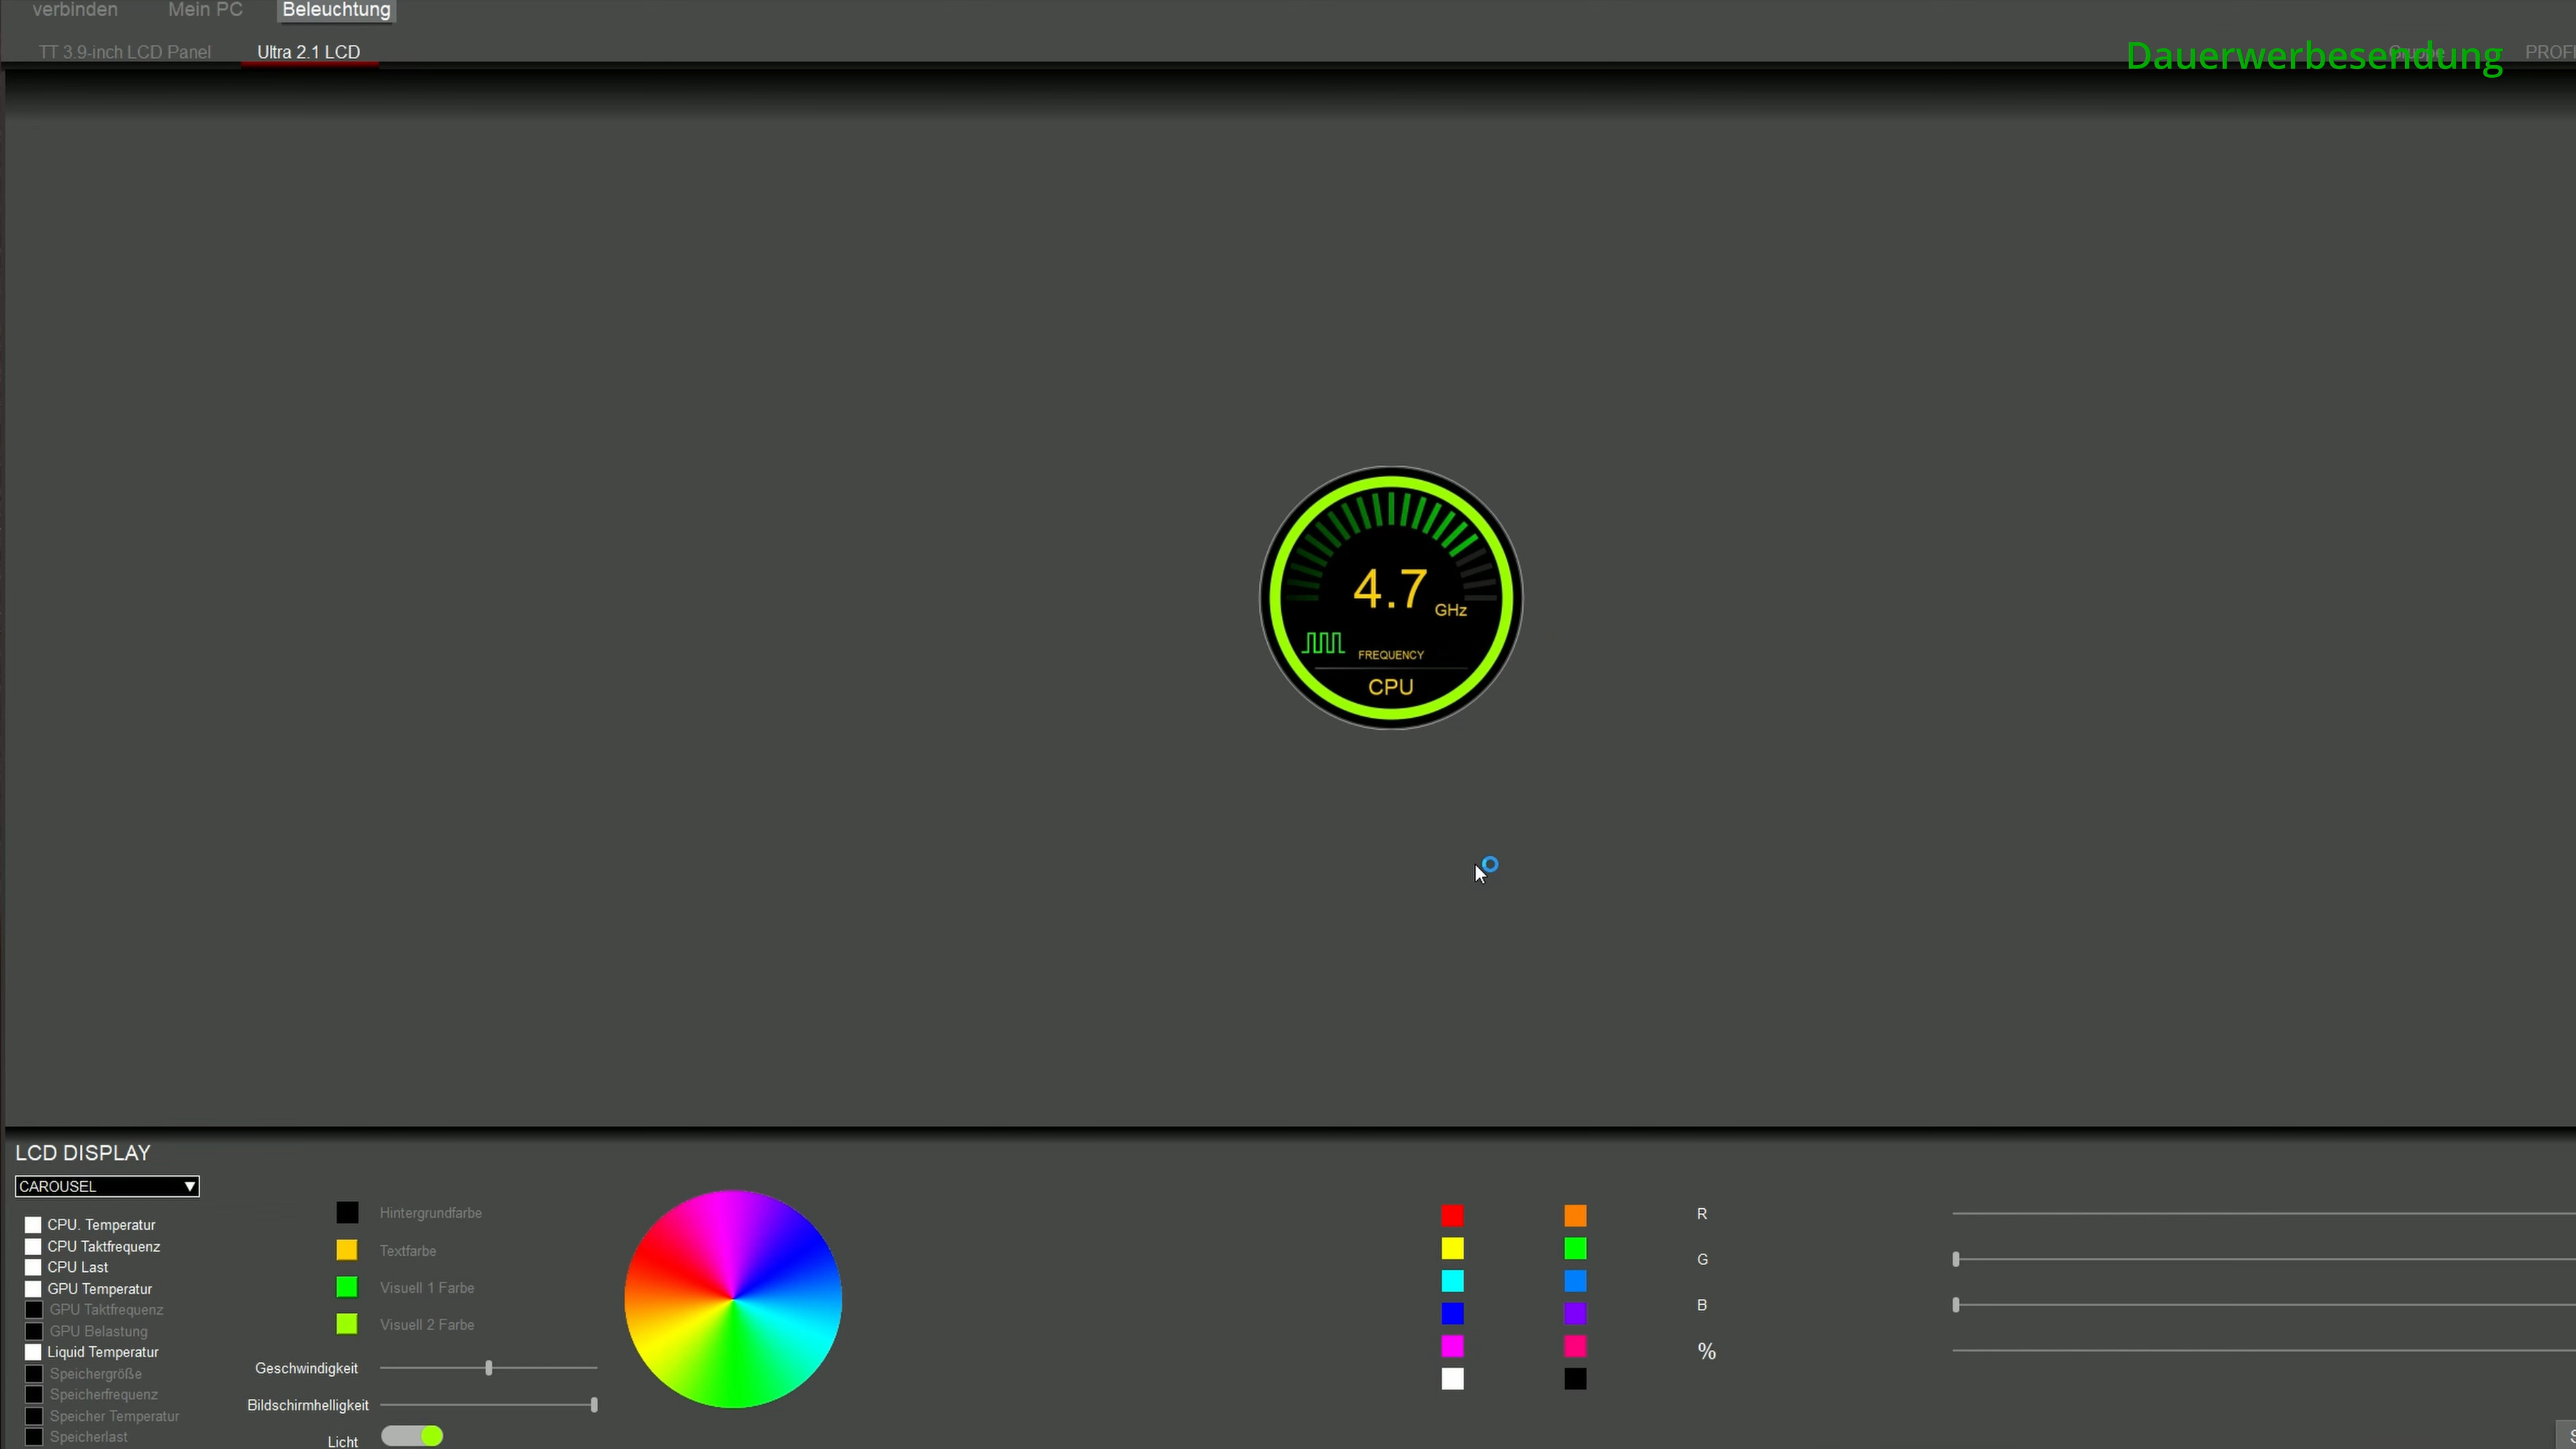 verbinden Mein PC Beleuchtung
TT 3.9-inch LCD Panel Ultra 2.1 LCD
Dauerwerbesendung
4.7 GHz
FREQUENCY
CPU
LCD DISPLAY
CAROUSEL
CPU. Temperatur
CPU Taktfrequenz
CPU Last
GPU Temperatur
GPU Taktfrequenz
GPU Belastung
Liquid Temperatur
Speichergröße
Speicherfrequenz
Speicher Temperatur
Speicherlast
Hintergrundfarbe
Textfarbe
Visuell 1 Farbe
Visuell 2 Farbe
Geschwindigkeit
Bildschirmhelligkeit
Licht
R
G
B
%